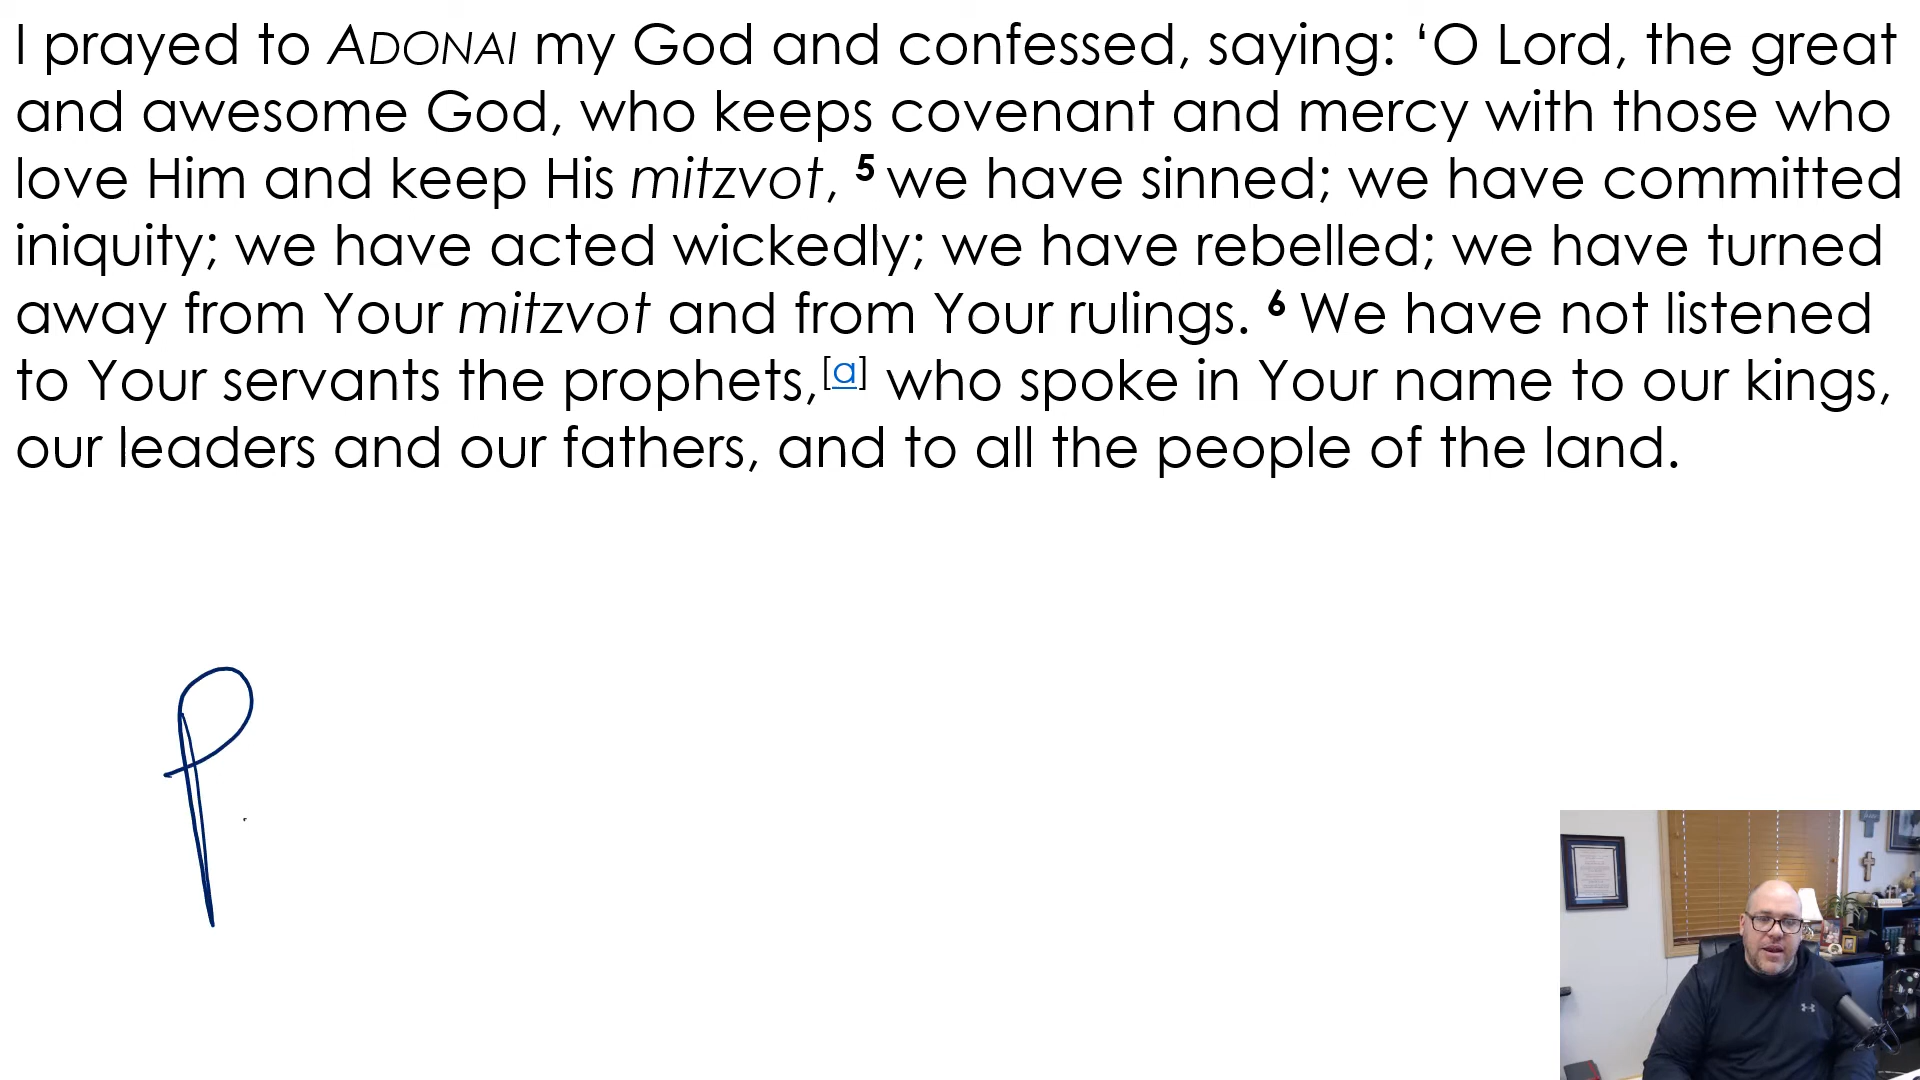 I prayed to ADONAI my God and confessed, saying: ‘O Lord, the great
and awesome God, who keeps covenant and mercy with those who
love Him and keep His mitzvot, 5 we have sinned; we have committed
iniquity; we have acted wickedly; we have rebelled; we have turned
away from Your mitzvot and from Your rulings. 6 We have not listened
to Your servants the prophets,[a] who spoke in Your name to our kings,
our leaders and our fathers, and to all the people of the land.
P